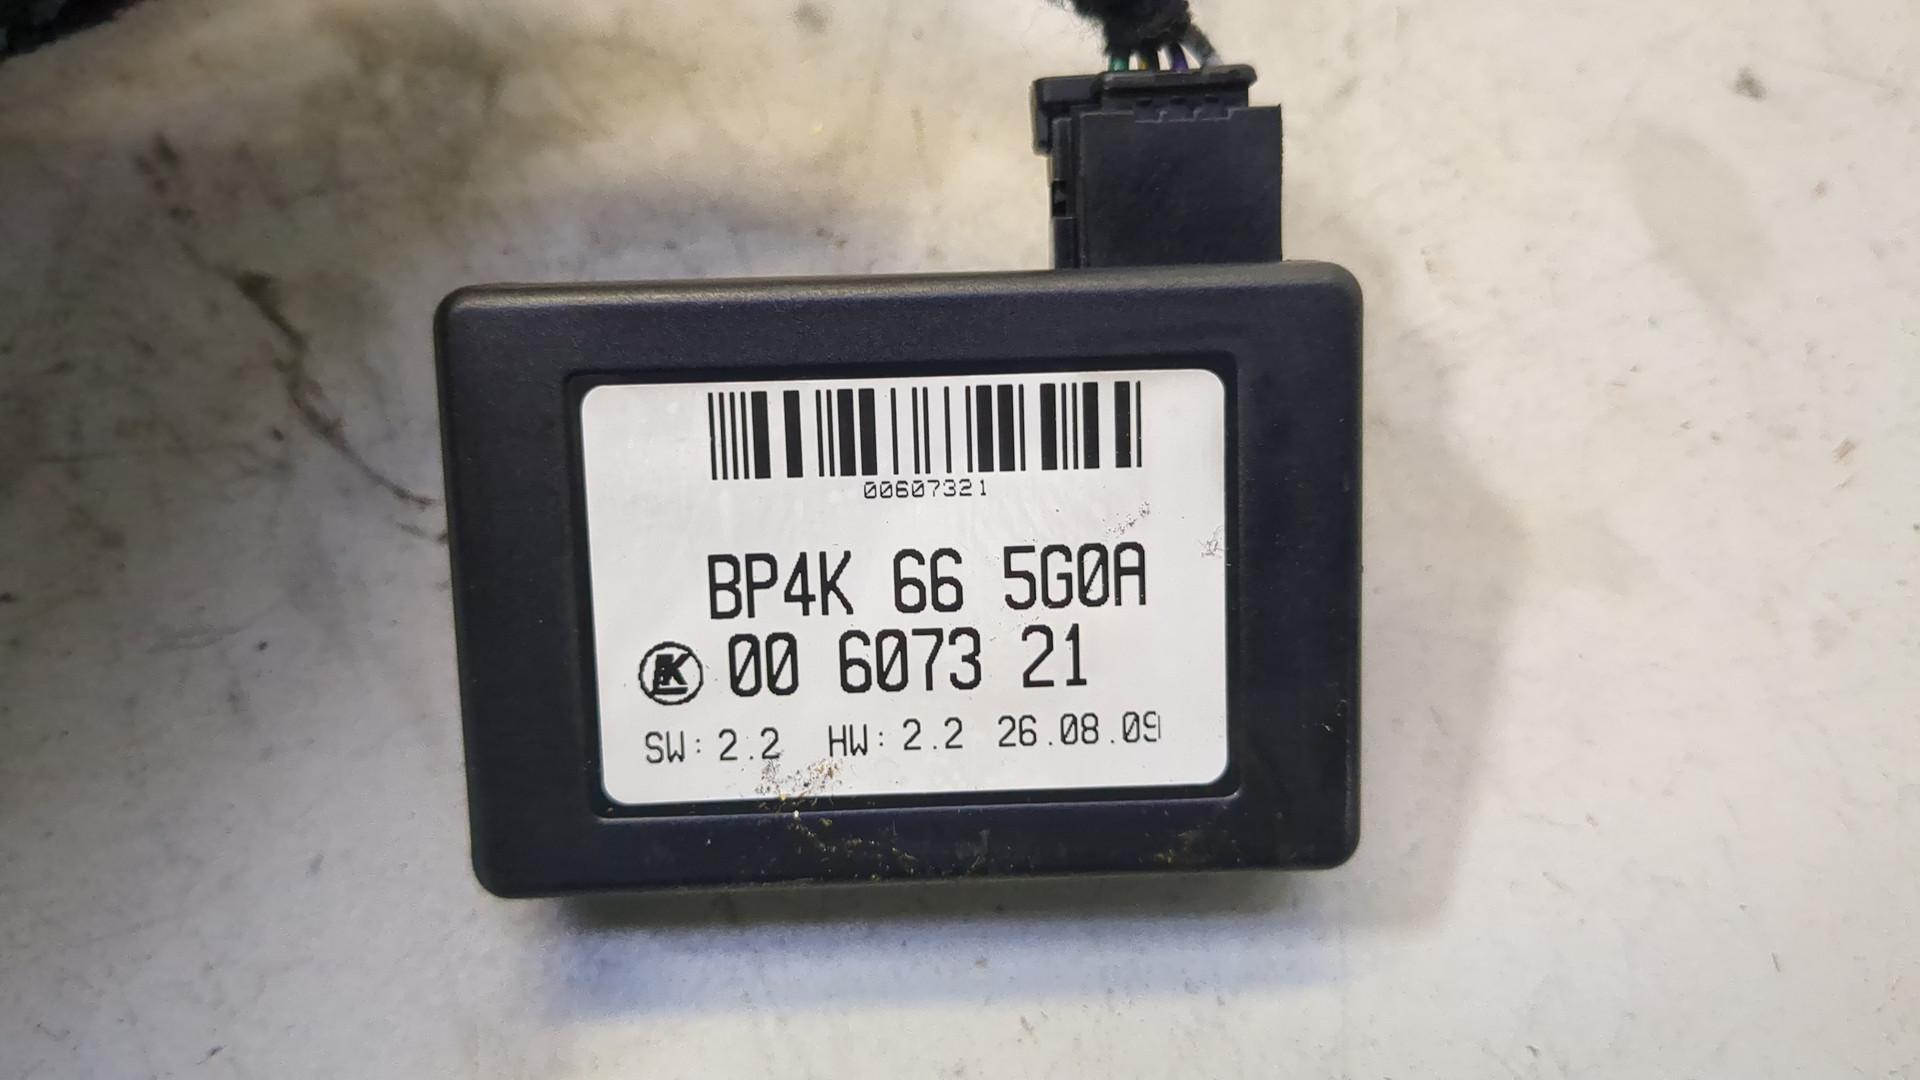 00607321
BP4K 66 5G0A
00 6073 21
SW: 2.2 HW: 2.2 26.08.09